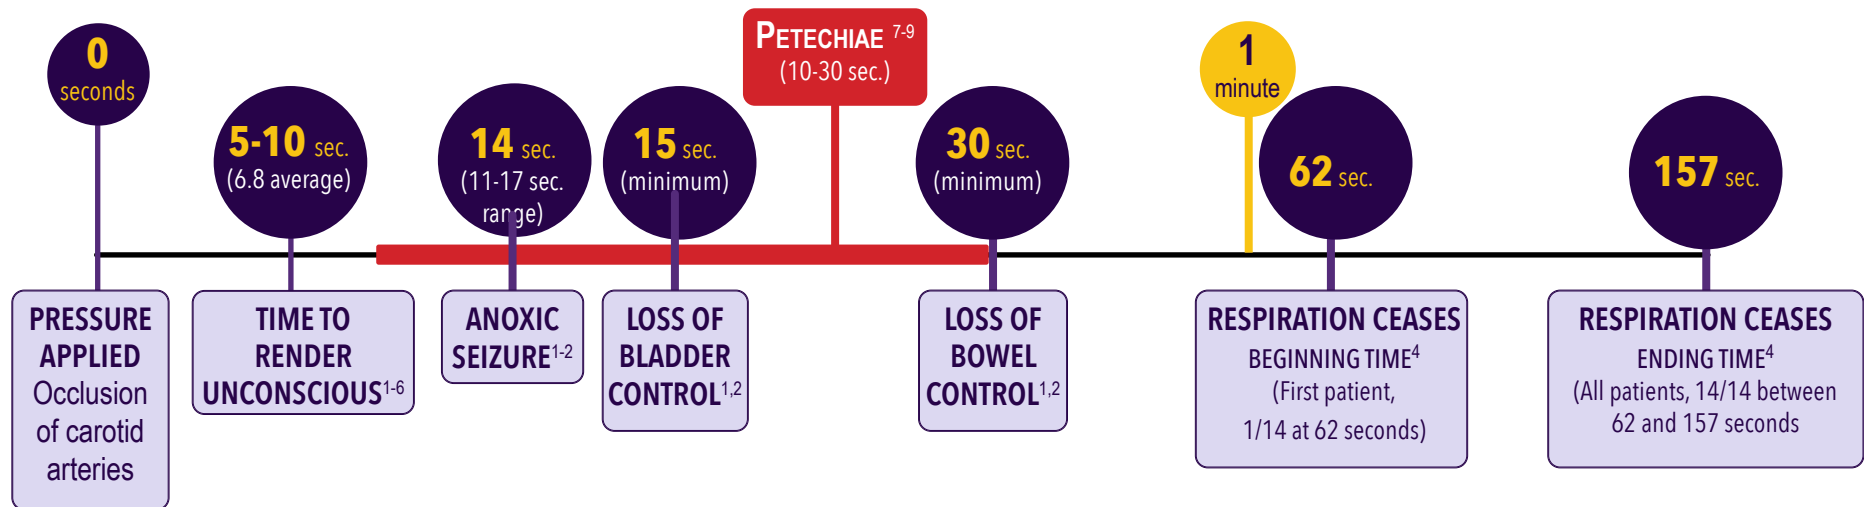 0
seconds
PRESSURE
APPLIED
Occlusion
of carotid
arteries
5-10 sec.
(6.8 average)
TIME TO
RENDER
UNCONSCIOUS1-6
14 sec.
(11-17 sec.
range)
ANOXIC
SEIZURE1-2
15 sec.
(minimum)
LOSS OF
BLADDER
CONTROL1,2
PETECHIAE 7-9
(10-30 sec.)
30 sec.
(minimum)
LOSS OF
BOWEL
CONTROL1,2
1
minute
62 sec.
RESPIRATION CEASES
BEGINNING TIME4
(First patient,
1/14 at 62 seconds)
157 sec.
RESPIRATION CEASES
ENDING TIME4
(All patients, 14/14 between
62 and 157 seconds